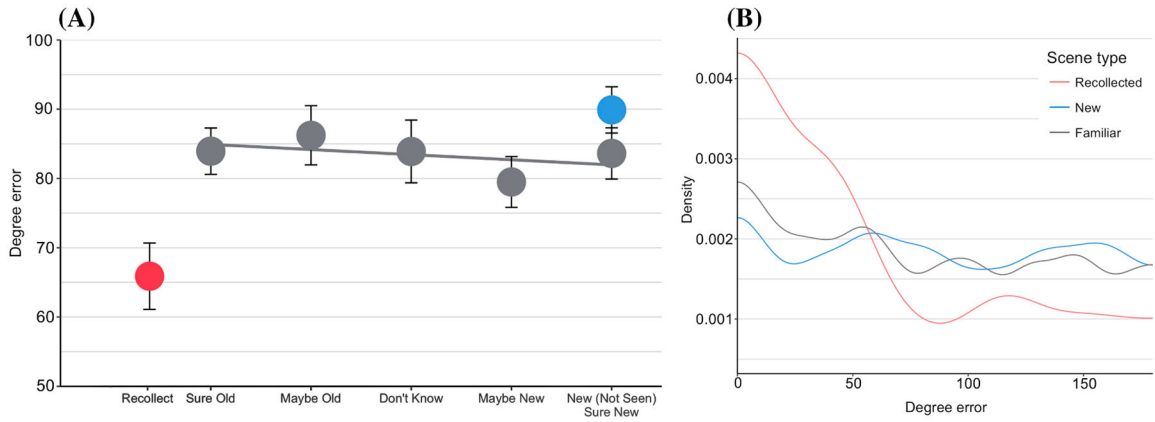 (A)
100
90
80
70
60
50
Degree error
Recollect
Sure Old
Maybe Old
Don't Know
Maybe New
New (Not Seen)
Sure New
(B)
0.004
0.003
0.002
0.001
Density
Scene type
Recollected
New
Familiar
0
50
100
150
Degree error